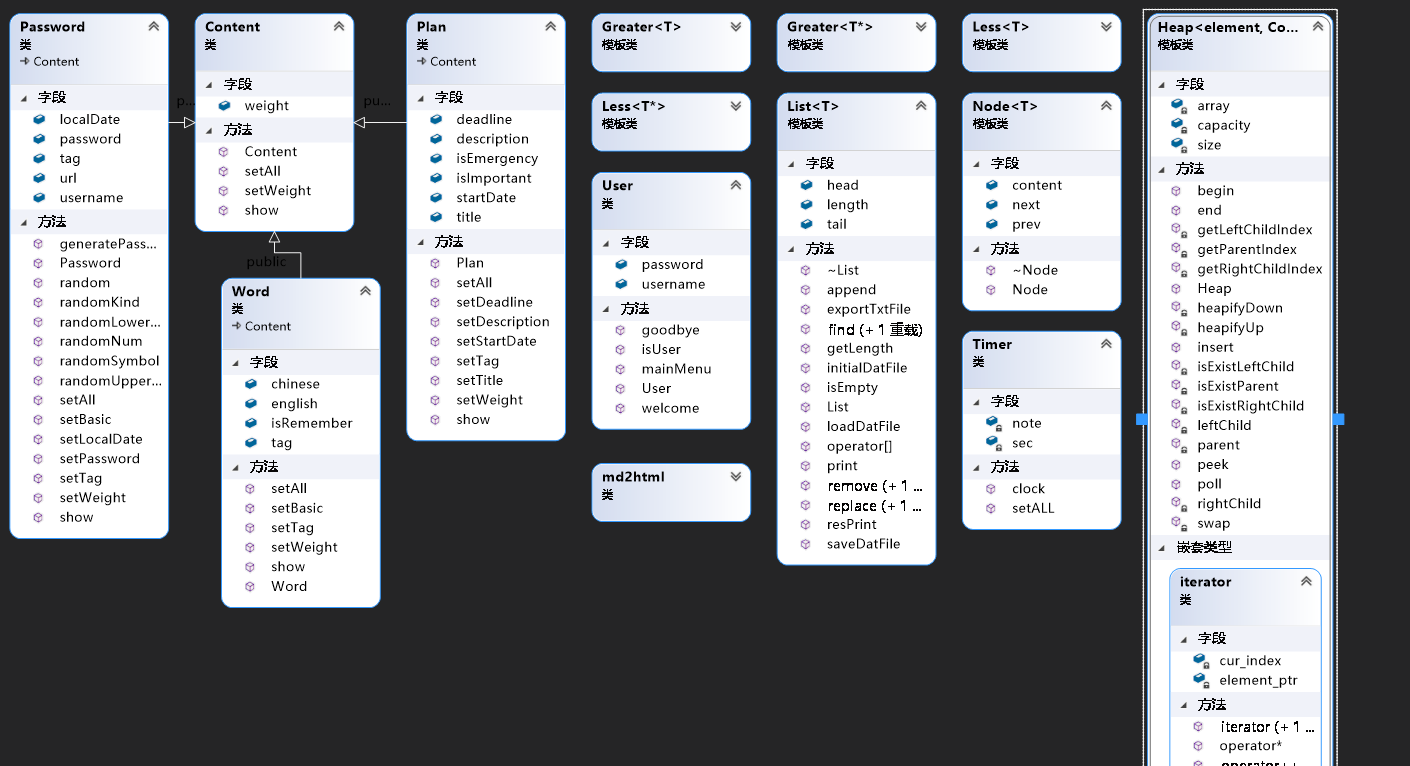 Password
类
Content
字段
localDate
password
tag
url
username
方法
generatePass...
Password
random
randomKind
randomLower...
randomNum
randomSymbol
randomUpper...
setAll
setBasic
setLocalDate
setPassword
setTag
setWeight
show
p...
Content
类
字段
weight
方法
Content
setAll
setWeight
show
pu...
public
Word
类
Content
字段
chinese
english
isRemember
tag
方法
setAll
setBasic
setTag
setWeight
show
Word
Plan
类
Content
字段
deadline
description
isEmergency
isImportant
startDate
title
方法
Plan
setAll
setDeadline
setDescription
setStartDate
setTag
setTitle
setWeight
show
Greater<T>
模板类
Less<T*>
模板类
User
类
字段
password
username
方法
goodbye
isUser
mainMenu
User
welcome
md2html
类
Greater<T*>
模板类
List<T>
模板类
字段
head
length
tail
方法
~List
append
exportTxtFile
find (+ 1 重载)
getLength
initialDatFile
isEmpty
List
loadDatFile
operator[]
print
remove (+ 1 ...
replace (+ 1 ...
resPrint
saveDatFile
Less<T>
模板类
Node<T>
模板类
字段
content
next
prev
方法
~Node
Node
Timer
类
字段
note
sec
方法
clock
setALL
Heap<element, Co...
模板类
字段
array
capacity
size
方法
begin
end
getLeftChildIndex
getParentIndex
getRightChildIndex
Heap
heapifyDown
heapifyUp
insert
isExistLeftChild
isExistParent
isExistRightChild
leftChild
parent
peek
poll
rightChild
swap
嵌套类型
iterator
类
字段
cur_index
element_ptr
方法
iterator (+ 1 ...
operator*